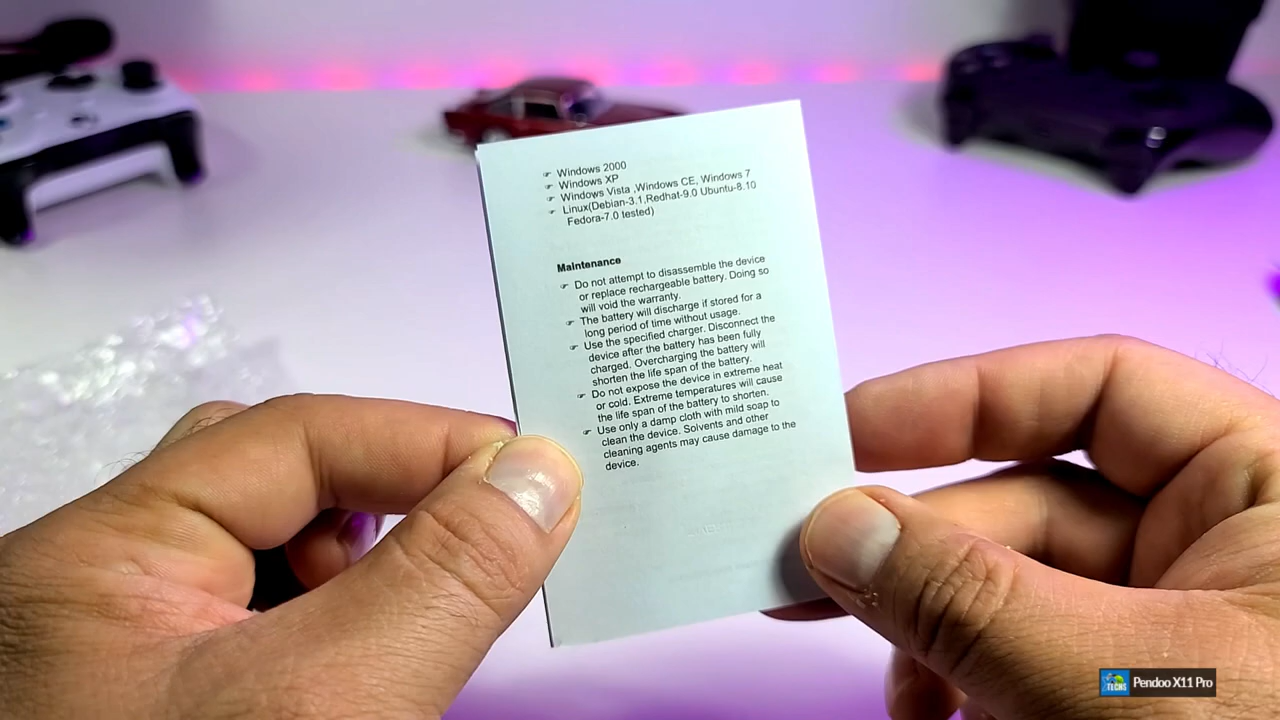 ☞ Windows 2000
☞ Windows XP
☞ Windows Vista ,Windows CE, Windows 7
☞ Linux(Debian-3.1,Redhat-9.0 Ubuntu-8.10
Fedora-7.0 tested)
Maintenance
☞ Do not attempt to disassemble the device
or replace rechargeable battery. Doing so
will void the warranty.
☞ The battery will discharge if stored for a
long period of time without usage.
☞ Use the specified charger. Disconnect the
device after the battery has been fully
charged. Overcharging the battery will
shorten the life span of the battery.
☞ Do not expose the device in extreme heat
or cold. Extreme temperatures will cause
the life span of the battery to shorten.
☞ Use only a damp cloth with mild soap to
clean the device. Solvents and other
cleaning agents may cause damage to the
device.
TECHS Pendoo X11 Pro